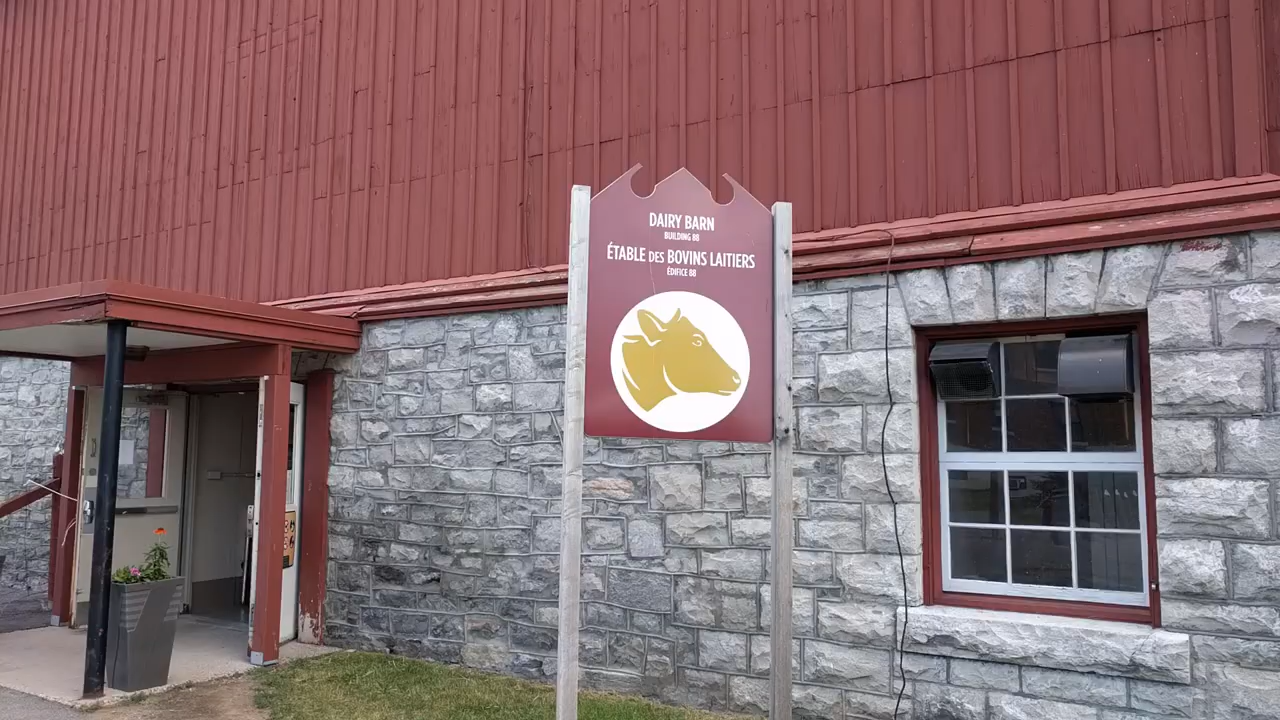 DAIRY BARN
BUILDING 88
ÉTABLE DES BOVINS LAITIERS
ÉDIFICE 88